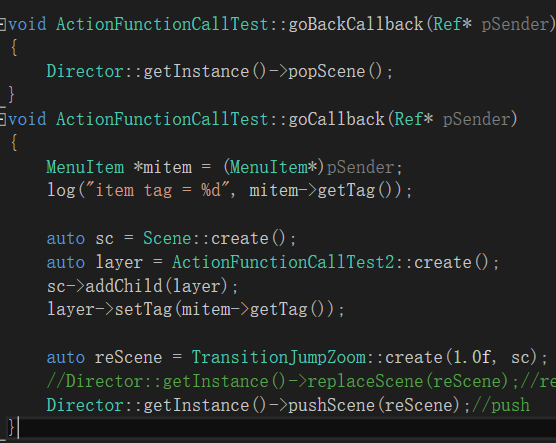 void ActionFunctionCallTest::goBackCallback(Ref* pSender)
{
Director::getInstance()->popScene();
}
void ActionFunctionCallTest::goCallback(Ref* pSender)
{
MenuItem *mitem = (MenuItem*)pSender;
log("item tag = %d", mitem->getTag());
auto sc = Scene::create();
auto layer = ActionFunctionCallTest2::create();
sc->addChild(layer);
layer->setTag(mitem->getTag());
auto reScene = TransitionJumpZoom::create(1.0f, sc);
//Director::getInstance()->replaceScene(reScene);//re
Director::getInstance()->pushScene(reScene);//push
}